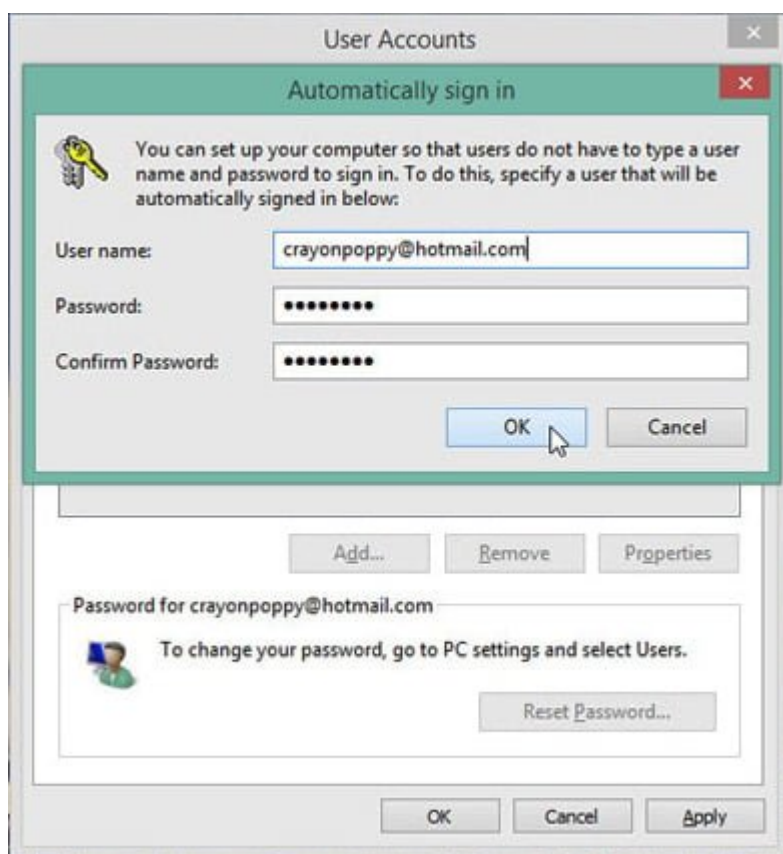 User Accounts
Automatically sign in
You can set up your computer so that users do not have to type a user
name and password to sign in. To do this, specify a user that will be
automatically signed in below:
User name: crayonpoppy@hotmail.com
Password: ●●●●●●●●
Confirm Password: ●●●●●●●●
OK Cancel
Add... Remove Properties
Password for crayonpoppy@hotmail.com
To change your password, go to PC settings and select Users.
Reset Password...
OK Cancel Apply